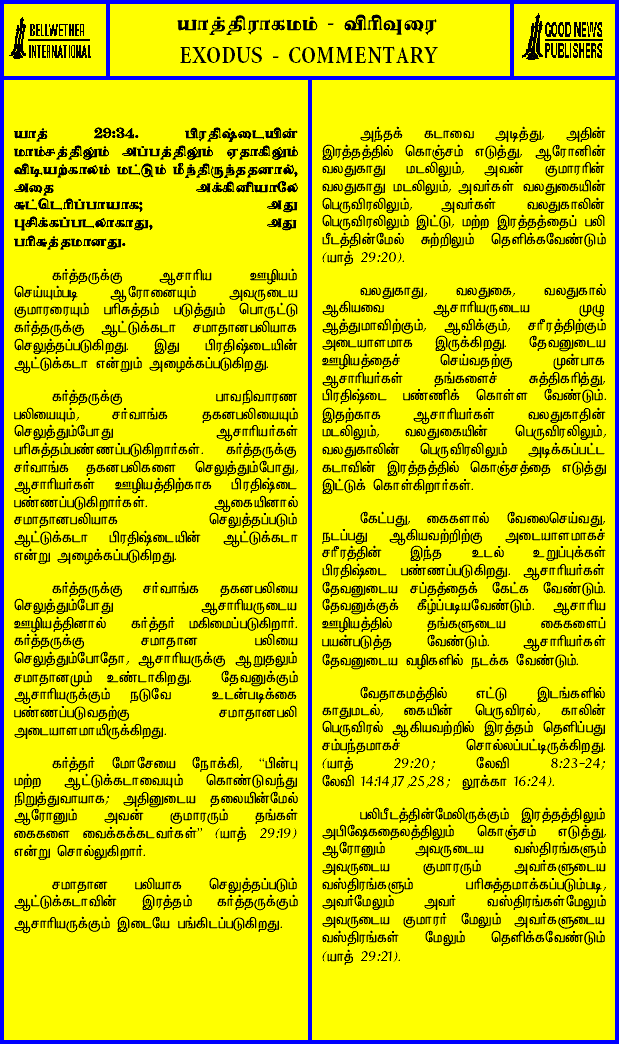 BELLWETHER
INTERNATIONAL
யாத்திராகமம் - விரிவுரை
EXODUS - COMMENTARY
GOOD NEWS
PUBLISHERS
யாத் 29:34. பிரதிஷ்டையின்
மாம்சத்திலும் அப்பத்திலும் ஏதாகிலும்
விடியற்காலம் மட்டும் மீந்திருந்ததனால்,
அதை அக்கினியாலே
சுட்டெரிப்பாயாக; அது
புசிக்கப்படலாகாது, அது
பரிசுத்தமானது.
கர்த்தருக்கு ஆசாரிய ஊழியம்
செய்யும்படி ஆரோனையும் அவருடைய
குமாரரையும் பரிசுத்தம் படுத்தும் பொருட்டு
கர்த்தருக்கு ஆட்டுக்கடா சமாதானபலியாக
செலுத்தப்படுகிறது. இது பிரதிஷ்டையின்
ஆட்டுக்கடா என்றும் அழைக்கப்படுகிறது.
கர்த்தருக்கு பாவநிவாரண
பலியையும், சர்வாங்க தகனபலியையும்
செலுத்தும்போது ஆசாரியர்கள்
பரிசுத்தம்பண்ணப்படுகிறார்கள். கர்த்தருக்கு
சர்வாங்க தகனபலிகளை செலுத்தும்போது,
ஆசாரியர்கள் ஊழியத்திற்காக பிரதிஷ்டை
பண்ணப்படுகிறார்கள். ஆகையினால்
சமாதானபலியாக செலுத்தப்படும்
ஆட்டுக்கடா பிரதிஷ்டையின் ஆட்டுக்கடா
என்று அழைக்கப்படுகிறது.
கர்த்தருக்கு சர்வாங்க தகனபலியை
செலுத்தும்போது ஆசாரியருடைய
ஊழியத்தினால் கர்த்தர் மகிமைப்படுகிறார்.
கர்த்தருக்கு சமாதான பலியை
செலுத்தும்போதோ, ஆசாரியருக்கு ஆறுதலும்
சமாதானமும் உண்டாகிறது. தேவனுக்கும்
ஆசாரியருக்கும் நடுவே உடன்படிக்கை
பண்ணப்படுவதற்கு சமாதானபலி
அடையாளமாயிருக்கிறது.
கர்த்தர் மோசேயை நோக்கி, “பின்பு
மற்ற ஆட்டுக்கடாவையும் கொண்டுவந்து
நிறுத்துவாயாக; அதினுடைய தலையின்மேல்
ஆரோனும் அவன் குமாரரும் தங்கள்
கைகளை வைக்கக்கடவர்கள்” (யாத் 29:19)
என்று சொல்லுகிறார்.
சமாதான பலியாக செலுத்தப்படும்
ஆட்டுக்கடாவின் இரத்தம் கர்த்தருக்கும்
ஆசாரியருக்கும் இடையே பங்கிடப்படுகிறது.
அந்தக் கடாவை அடித்து, அதின்
இரத்தத்தில் கொஞ்சம் எடுத்து, ஆரோனின்
வலதுகாது மடலிலும், அவன் குமாரரின்
வலதுகாது மடலிலும், அவர்கள் வலதுகையின்
பெருவிரலிலும், அவர்கள் வலதுகாலின்
பெருவிரலிலும் இட்டு, மற்ற இரத்தத்தைப் பலி
பீடத்தின்மேல் சுற்றிலும் தெளிக்கவேண்டும்
(யாத் 29:20).
வலதுகாது, வலதுகை, வலதுகால்
ஆகியவை ஆசாரியருடைய முழு
ஆத்துமாவிற்கும், ஆவிக்கும், சரீரத்திற்கும்
அடையாளமாக இருக்கிறது. தேவனுடைய
ஊழியத்தைச் செய்வதற்கு முன்பாக
ஆசாரியர்கள் தங்களைச் சுத்திகரித்து,
பிரதிஷ்டை பண்ணிக் கொள்ள வேண்டும்.
இதற்காக ஆசாரியர்கள் வலதுகாதின்
மடலிலும், வலதுகையின் பெருவிரலிலும்,
வலதுகாலின் பெருவிரலிலும் அடிக்கப்பட்ட
கடாவின் இரத்தத்தில் கொஞ்சத்தை எடுத்து
இட்டுக் கொள்கிறார்கள்.
கேட்பது, கைகளால் வேலைசெய்வது,
நடப்பது ஆகியவற்றிற்கு அடையாளமாகச்
சரீரத்தின் இந்த உடல் உறுப்புக்கள்
பிரதிஷ்டை பண்ணப்படுகிறது. ஆசாரியர்கள்
தேவனுடைய சப்தத்தைக் கேட்க வேண்டும்.
தேவனுக்குக் கீழ்ப்படியவேண்டும். ஆசாரிய
ஊழியத்தில் தங்களுடைய கைகளைப்
பயன்படுத்த வேண்டும். ஆசாரியர்கள்
தேவனுடைய வழிகளில் நடக்க வேண்டும்.
வேதாகமத்தில் எட்டு இடங்களில்
காதுமடல், கையின் பெருவிரல், காலின்
பெருவிரல் ஆகியவற்றில் இரத்தம் தெளிப்பது
சம்பந்தமாகச் சொல்லப்பட்டிருக்கிறது.
(யாத் 29:20; லேவி 8:23-24;
லேவி 14:14,17,25,28; லூக்கா 16:24).
பலிபீடத்தின்மேலிருக்கும் இரத்தத்திலும்
அபிஷேகதைலத்திலும் கொஞ்சம் எடுத்து,
ஆரோனும் அவருடைய வஸ்திரங்களும்
அவருடைய குமாரரும் அவர்களுடைய
வஸ்திரங்களும் பரிசுத்தமாக்கப்படும்படி,
அவர்மேலும் அவர் வஸ்திரங்கள்மேலும்
அவருடைய குமாரர் மேலும் அவர்களுடைய
வஸ்திரங்கள் மேலும் தெளிக்கவேண்டும்
(யாத் 29:21).